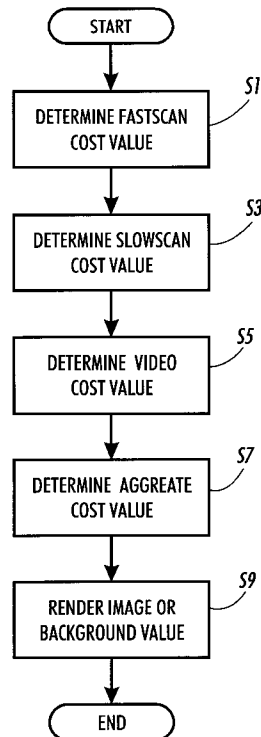 START
S1
DETERMINE FASTSCAN
COST VALUE
S3
DETERMINE SLOWSCAN
COST VALUE
S5
DETERMINE VIDEO
COST VALUE
S7
DETERMINE AGGREATE
COST VALUE
S9
RENDER IMAGE OR
BACKGROUND VALUE
END